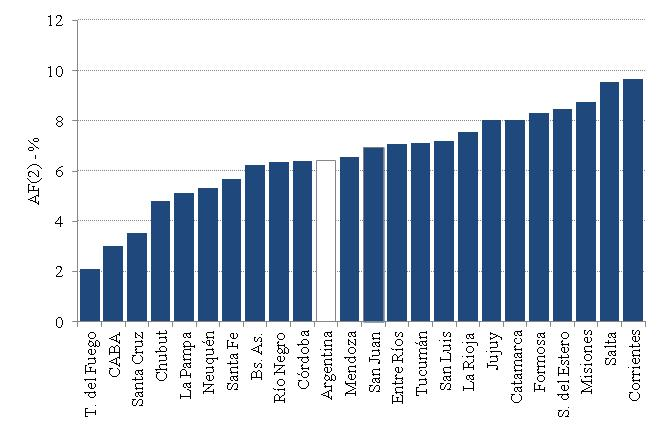 12
10
8
6
4
2
0
AF(2) - %
T. del Fuego
CABA
Santa Cruz
Chubut
La Pampa
Neuquén
Santa Fe
Bs. As.
Río Negro
Córdoba
Argentina
Mendoza
San Juan
Entre Ríos
Tucumán
San Luis
La Rioja
Jujuy
Catamarca
Formosa
S. del Estero
Misiones
Salta
Corrientes